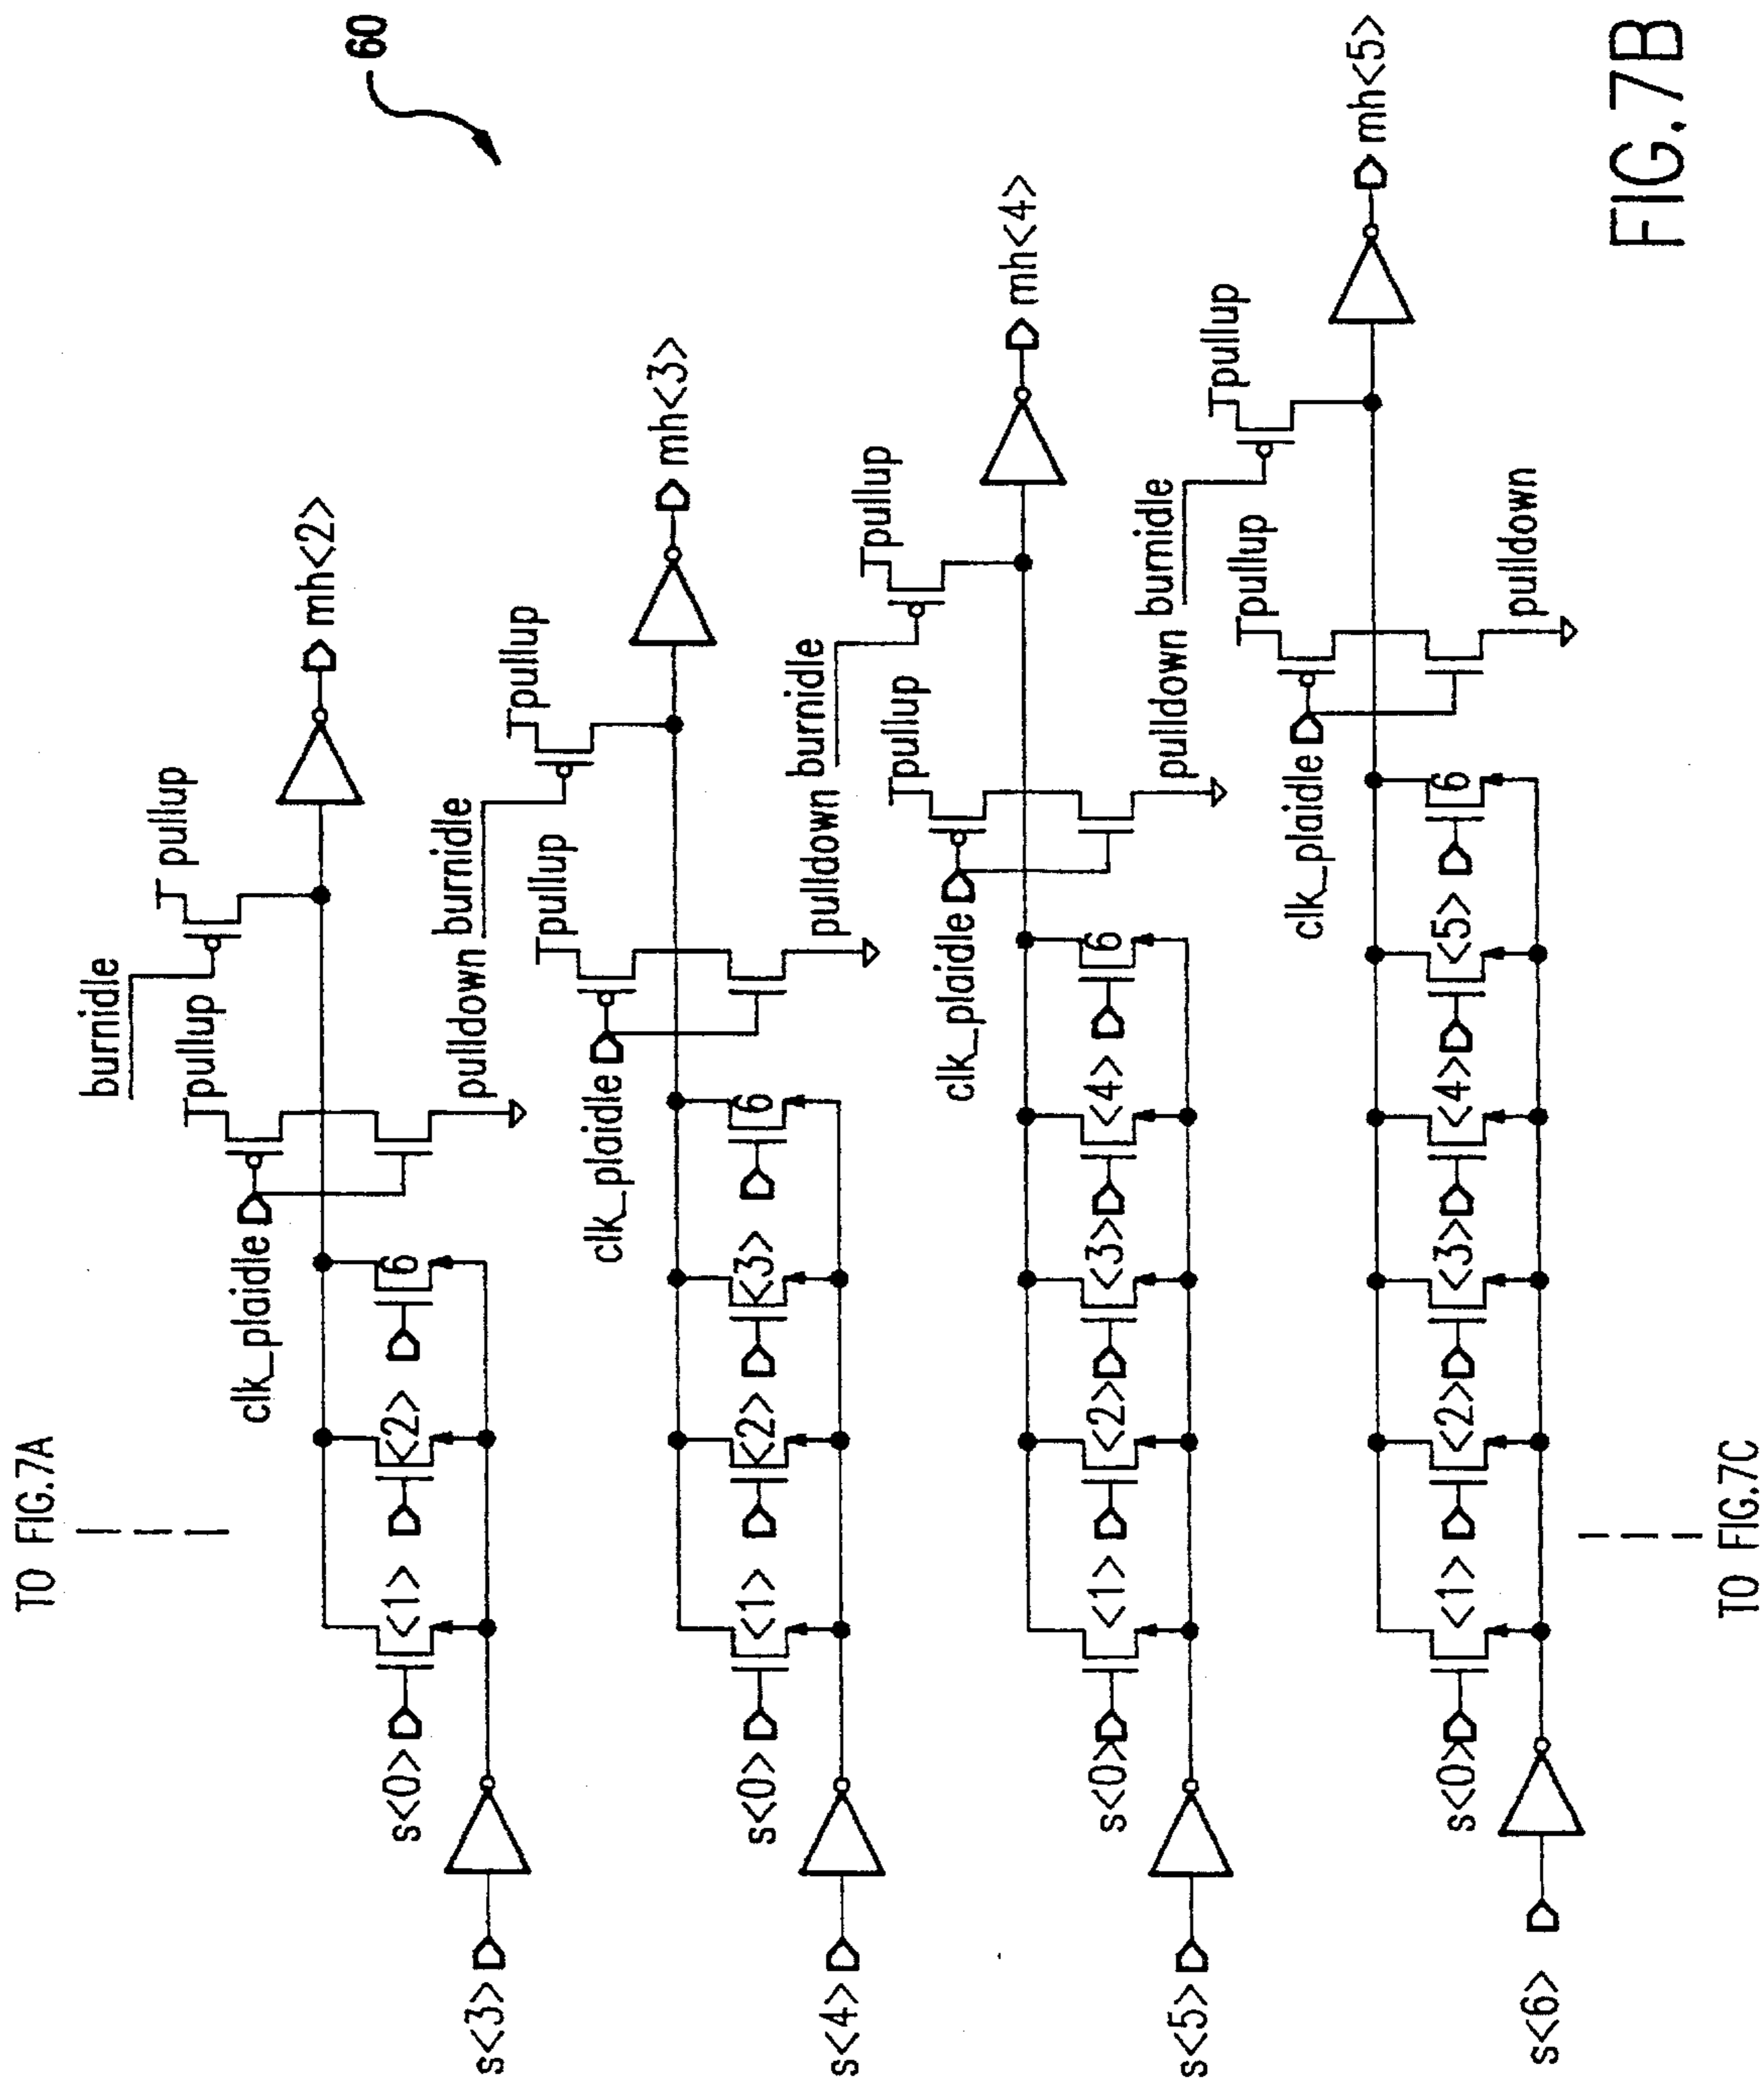 TO FIG.7A
60
burnidle
pullup
pullup
mh<2>
clk_plaidle
pulldown
<1>
<2>
6
s<0>
s<3>
burnidle
pullup
pullup
mh<3>
clk_plaidle
pulldown
<1>
<2>
<3>
6
s<0>
s<4>
burnidle
pullup
pullup
mh<4>
clk_plaidle
pulldown
<1>
<2>
<3>
<4>
6
s<0>
s<5>
burnidle
pullup
pullup
mh<5>
clk_plaidle
pulldown
<1>
<2>
<3>
<4>
<5>
6
s<0>
s<6>
TO FIG.7C
FIG.7B